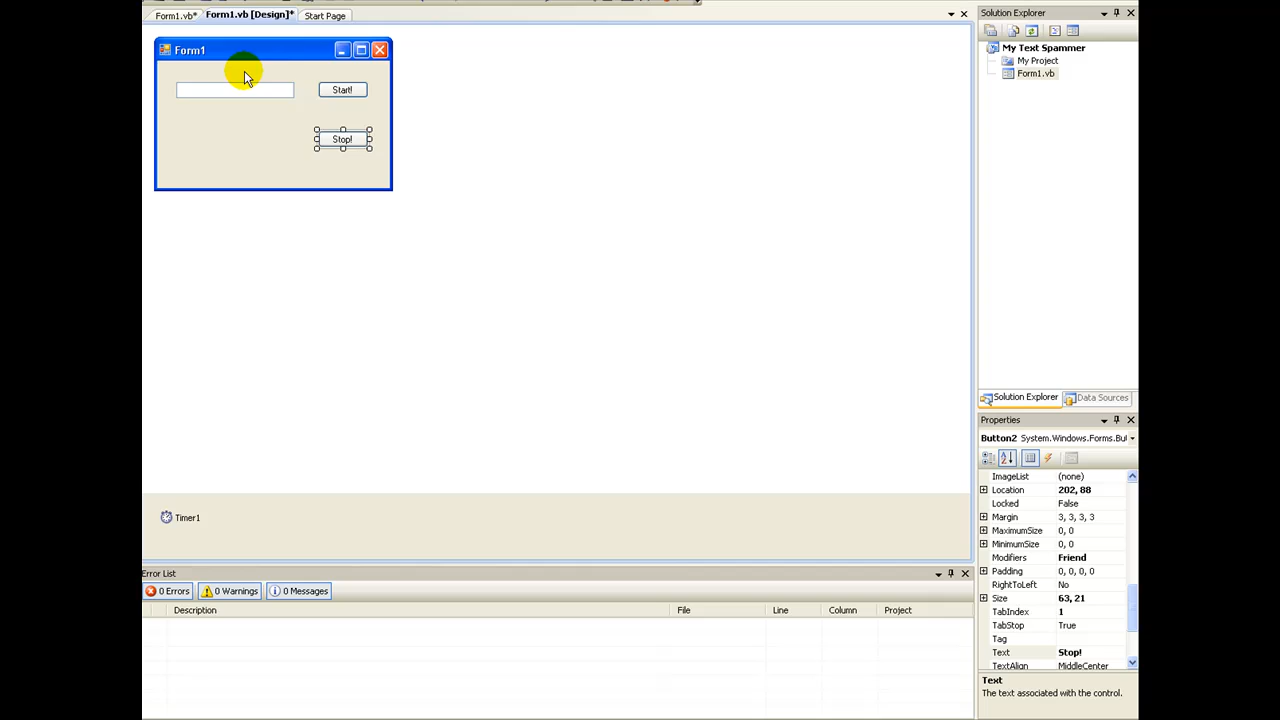 Form1.vb* Form1.vb [Design]* Start Page
Form1
Start!
Stop!
Timer1
Error List
0 Errors 0 Warnings 0 Messages
Description File Line Column Project
Solution Explorer
My Text Spammer
My Project
Form1.vb
Solution Explorer Data Sources
Properties
Button2 System.Windows.Forms.But
ImageList (none)
Location 202, 88
Locked False
Margin 3, 3, 3, 3
MaximumSize 0, 0
MinimumSize 0, 0
Modifiers Friend
Padding 0, 0, 0, 0
RightToLeft No
Size 63, 21
TabIndex 1
TabStop True
Tag
Text Stop!
TextAlign MiddleCenter
Text
The text associated with the control.